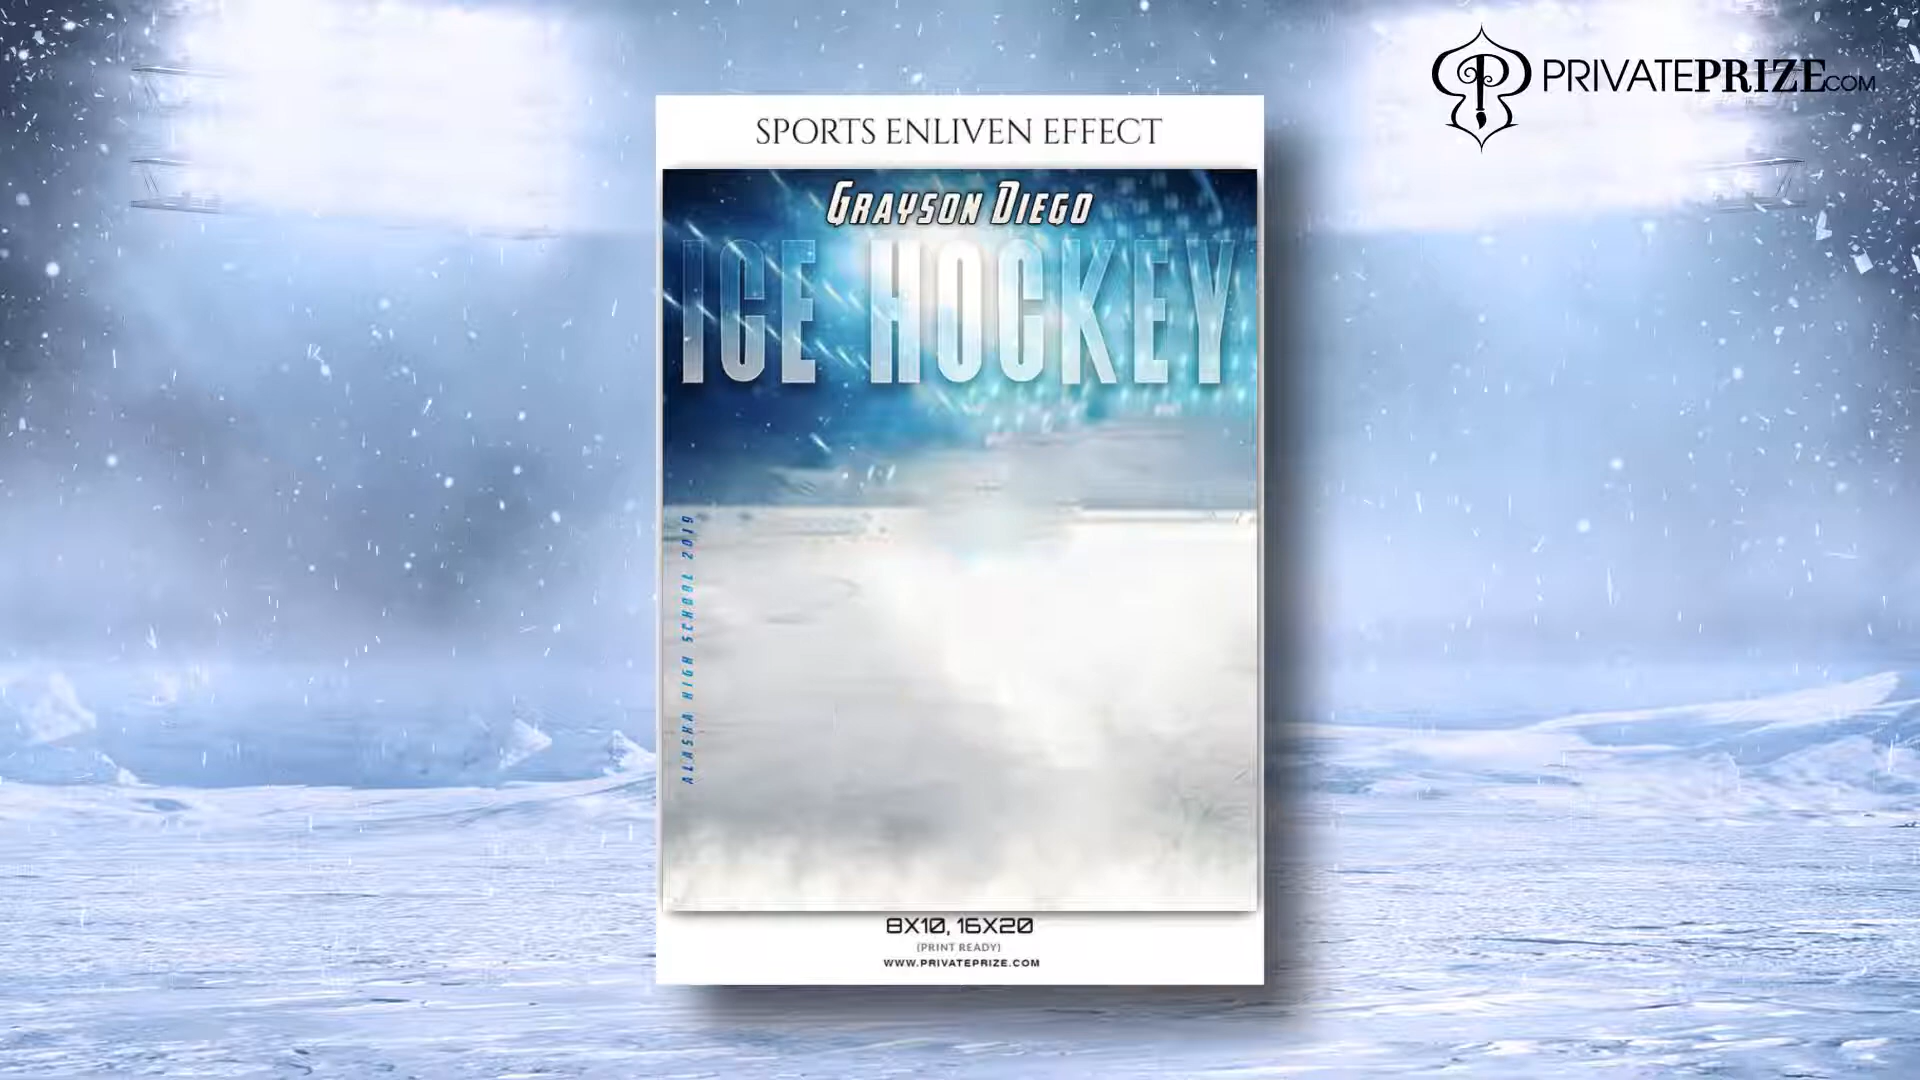 PRIVATEPRIZE.COM
SPORTS ENLIVEN EFFECT
GRAYSON DIEGO
ICE HOCKEY
ALASKA HIGH SCHOOL 2019
8X10, 16X20
(PRINT READY)
WWW.PRIVATEPRIZE.COM